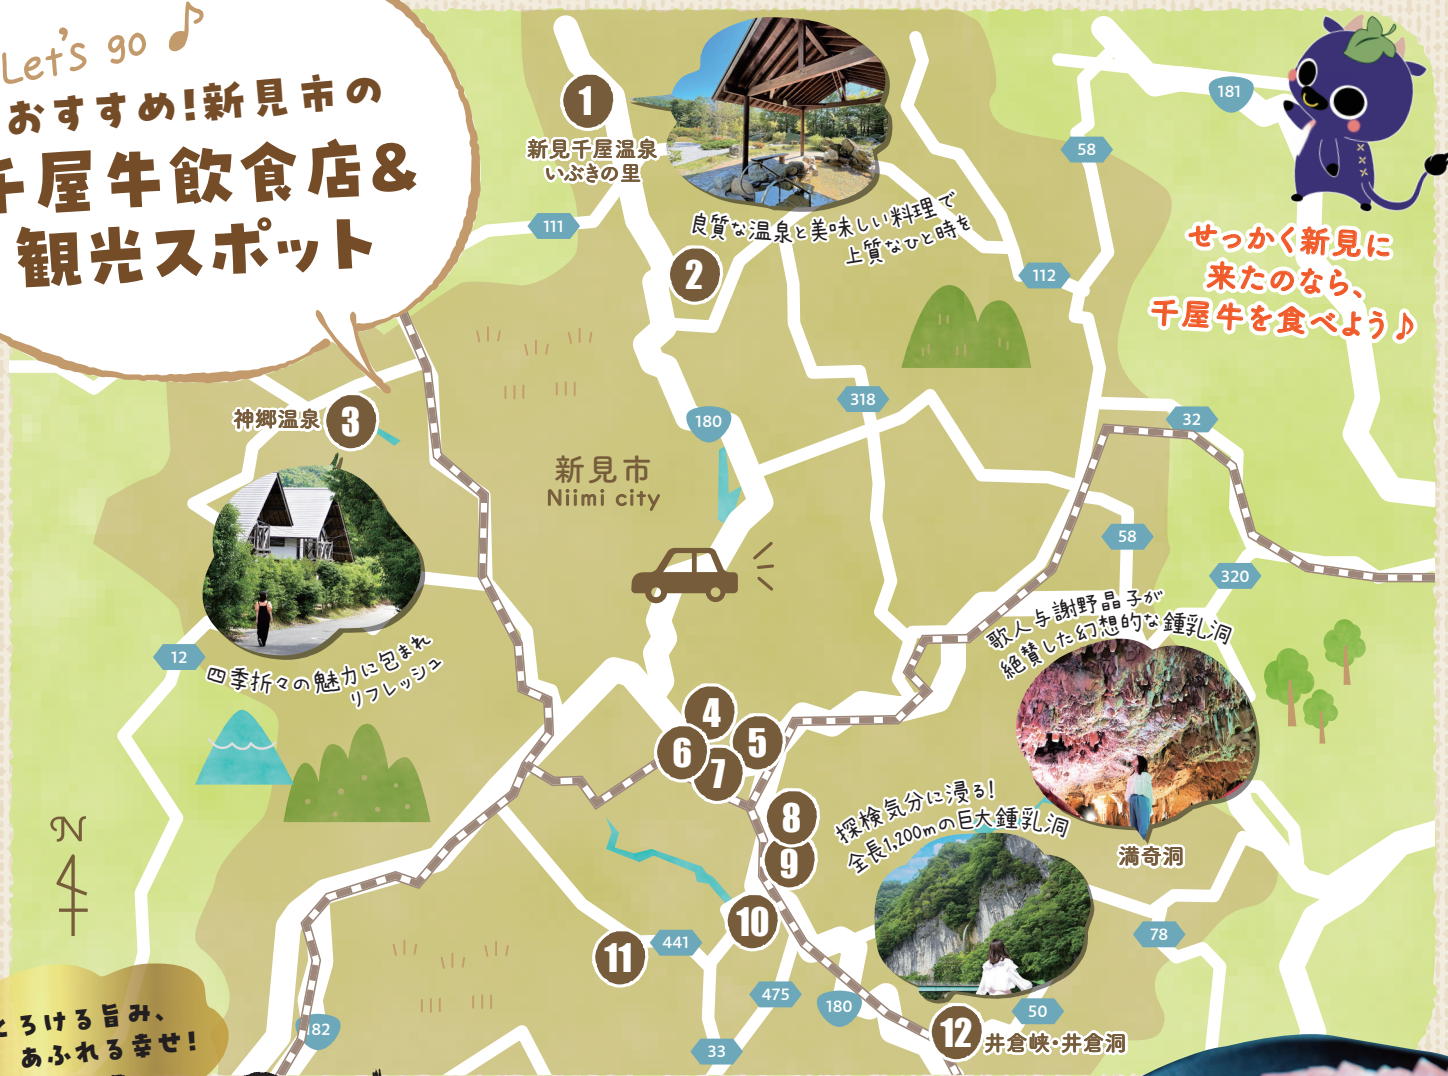 Let's go
おすすめ!新見市の
千屋牛飲食店&
観光スポット
1
新見千屋温泉
いぶきの里
良質な温泉と美味しい料理で
上質なひと時を
181
58
せっかく新見に
来たのなら、
千屋牛を食べよう♪
111
2
112
神郷温泉
3
180
318
32
新見市
Niimi city
58
320
四季折々の魅力に包まれ
リフレッシュ
12
歌人与謝野晶子が
絶賛した幻想的な鍾乳洞
満奇洞
4
5
6
7
8
9
10
探検気分に浸る!
全長1,200mの巨大鍾乳洞
N
11
441
475
180
78
50
33
12
井倉峡・井倉洞
82
とろける旨み、
あふれる幸せ!